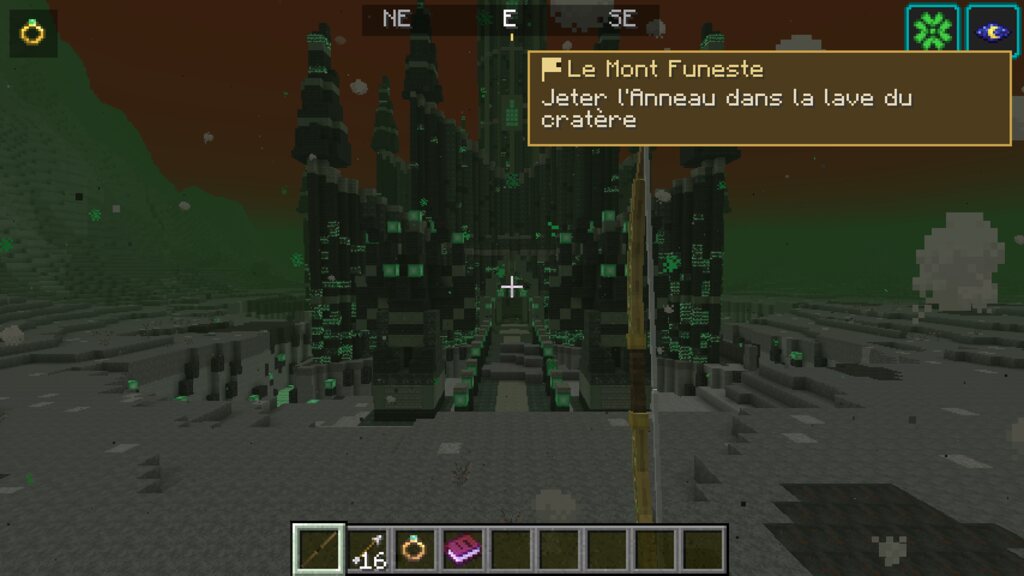 NE E SE
Le Mont Funeste
Jeter l'Anneau dans la lave du
cratère
+16